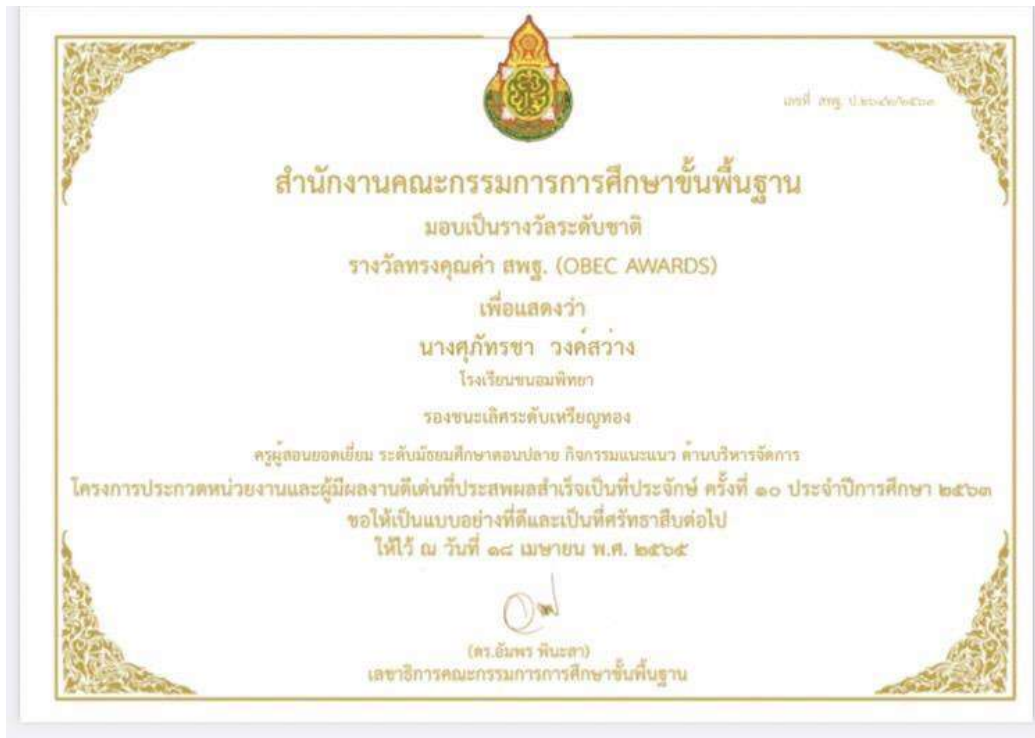 เลขที่ สพฐ.
สำนักงานคณะกรรมการการศึกษาขั้นพื้นฐาน
มอบเป็นรางวัลระดับชาติ
รางวัลทรงคุณค่า สพฐ. (OBEC AWARDS)
เพื่อแสดงว่า
นางศุภัทรชา วงค์สว่าง
โรงเรียนขนอมพิทยา
รองชนะเลิศระดับเหรียญทอง
ครูผู้สอนยอดเยี่ยม ระดับมัธยมศึกษาตอนปลาย กิจกรรมแนะแนว ด้านบริหารจัดการ
โครงการประกวดหน่วยงานและผู้มีผลงานดีเด่นที่ประสพผลสำเร็จเป็นที่ประจักษ์ ครั้งที่ ๑๐ ประจำปีการศึกษา ๒๕๖๓
ขอให้เป็นแบบอย่างที่ดีและเป็นที่ศรัทธาสืบต่อไป
ให้ไว้ ณ วันที่ ๑๘ เมษายน พ.ศ. ๒๕๖๕
(ดร.อัมพร พินะสา)
เลขาธิการคณะกรรมการการศึกษาขั้นพื้นฐาน